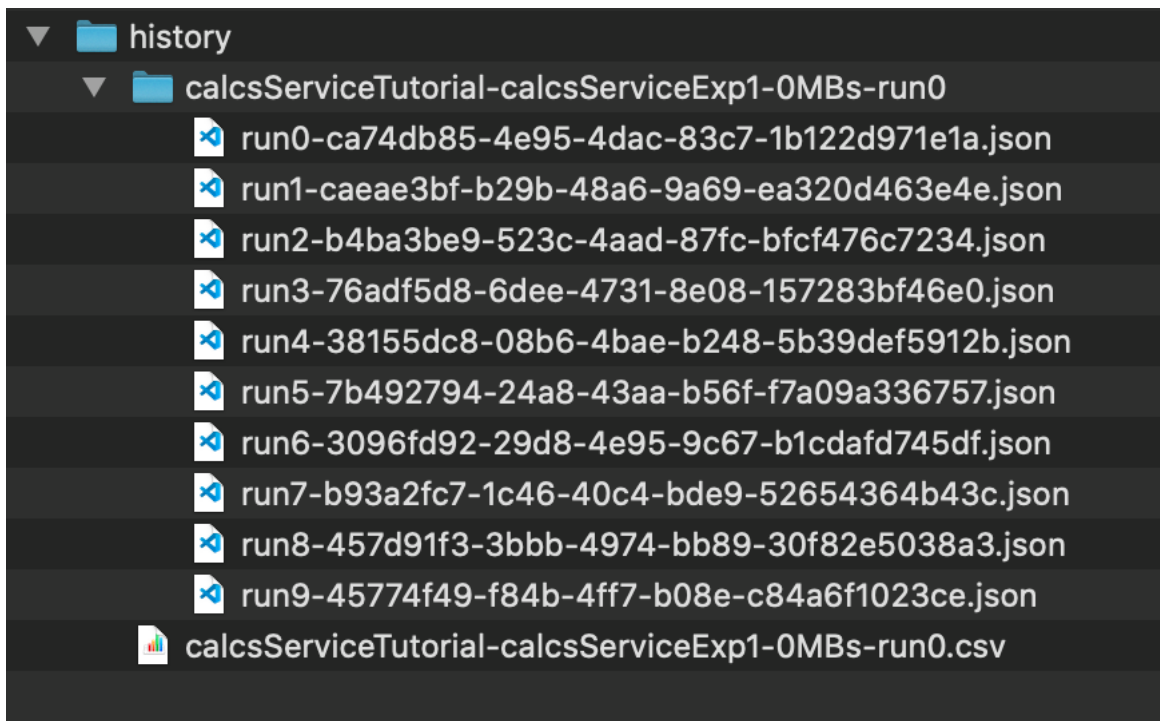 history
calcsServiceTutorial-calcsServiceExp1-0MBs-run0
run0-ca74db85-4e95-4dac-83c7-1b122d971e1a.json
run1-caeae3bf-b29b-48a6-9a69-ea320d463e4e.json
run2-b4ba3be9-523c-4aad-87fc-bfcf476c7234.json
run3-76adf5d8-6dee-4731-8e08-157283bf46e0.json
run4-38155dc8-08b6-4bae-b248-5b39def5912b.json
run5-7b492794-24a8-43aa-b56f-f7a09a336757.json
run6-3096fd92-29d8-4e95-9c67-b1cdafd745df.json
run7-b93a2fc7-1c46-40c4-bde9-52654364b43c.json
run8-457d91f3-3bbb-4974-bb89-30f82e5038a3.json
run9-45774f49-f84b-4ff7-b08e-c84a6f1023ce.json
calcsServiceTutorial-calcsServiceExp1-0MBs-run0.csv